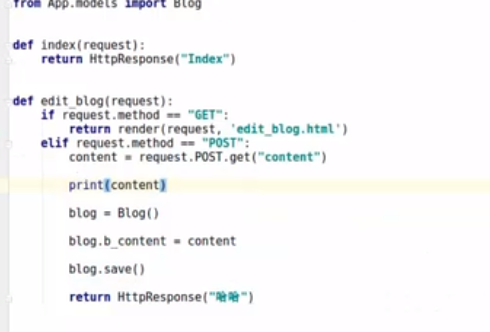 from App.models import Blog
def index(request):
    return HttpResponse("Index")
def edit_blog(request):
    if request.method == "GET":
        return render(request, 'edit_blog.html')
    elif request.method == "POST":
        content = request.POST.get("content")
        print(content)
        blog = Blog()
        blog.b_content = content
        blog.save()
        return HttpResponse("哈哈")